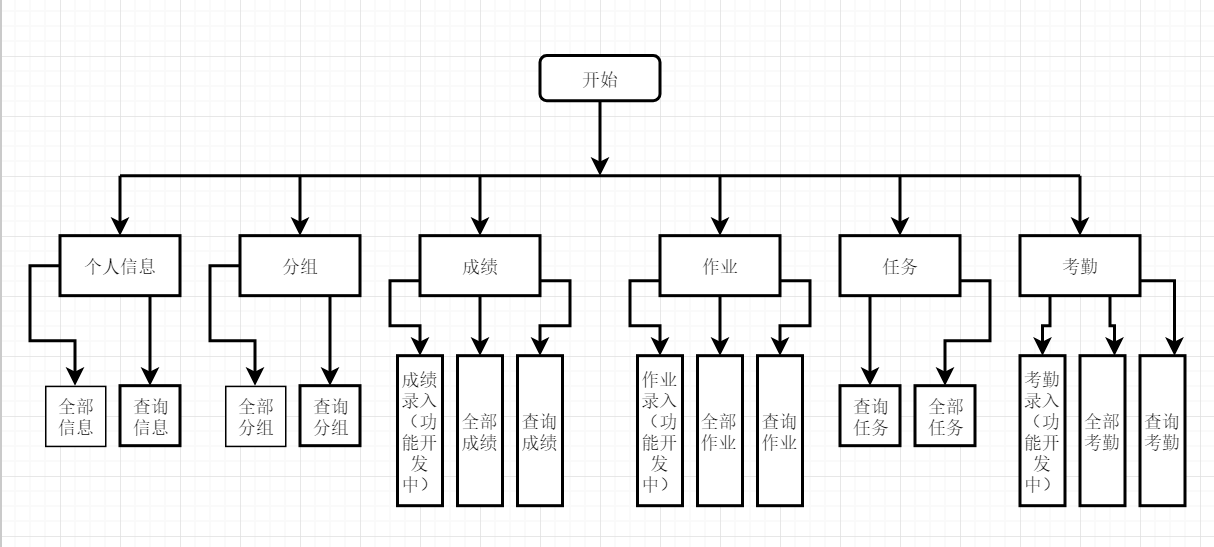 开始
个人信息
分组
成绩
作业
任务
考勤
全部
信息
查询
信息
全部
分组
查询
分组
成绩
录入
（功
能开
发
中）
全部
成绩
查询
成绩
作业
录入
（功
能开
发
中）
全部
作业
查询
作业
查询
任务
全部
任务
考勤
录入
（功
能开
发
中）
全部
考勤
查询
考勤